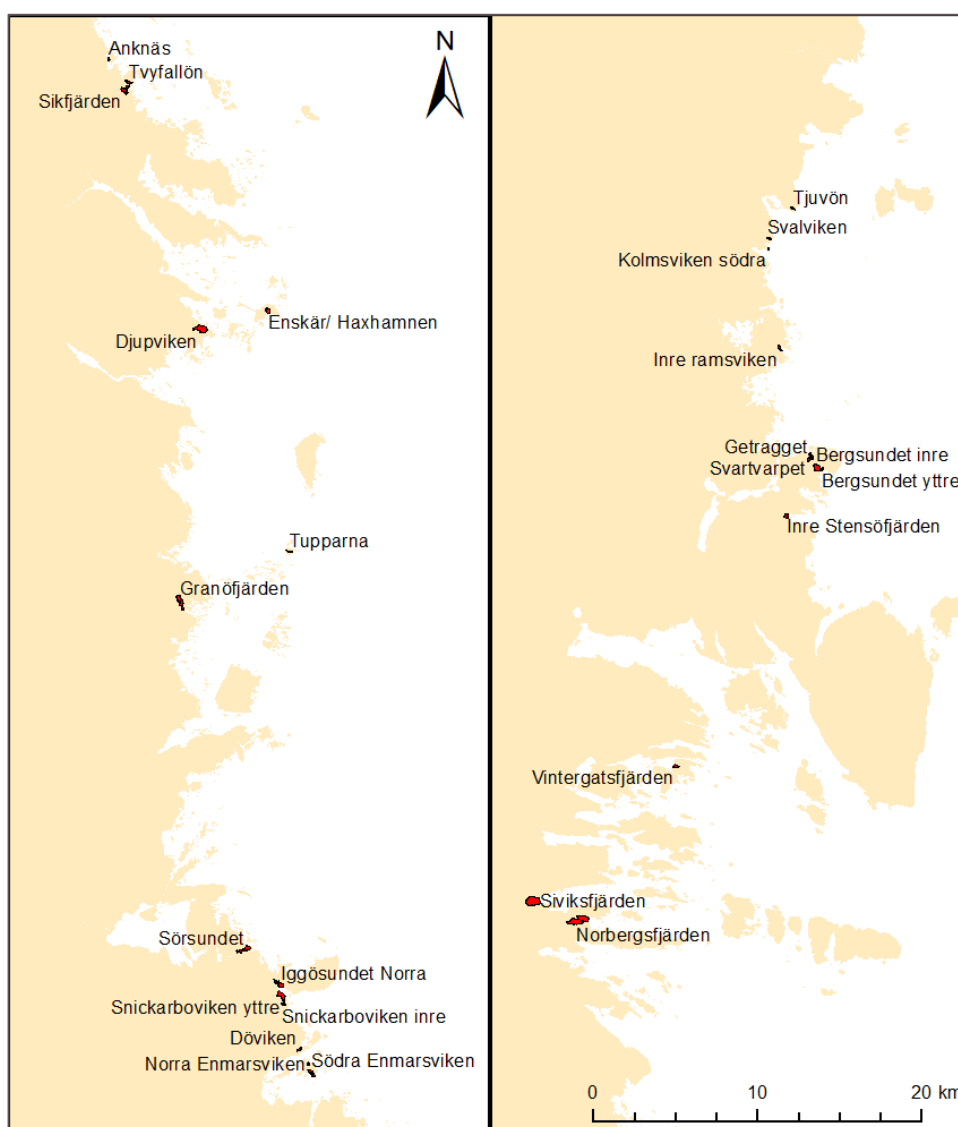 N
Anknäs
Tvyfallön
Sikfjärden
Enskär/ Haxhamnen
Djupviken
Tupparna
Granöfjärden
Sörsundet
Iggösundet Norra
Snickarboviken yttre
Snickarboviken inre
Döviken
Norra Enmarsviken
Södra Enmarsviken
Tjuvön
Svalviken
Kolmsviken södra
Inre ramsviken
Getragget
Bergsundet inre
Svartvarpet
Bergsundet yttre
Inre Stensöfjärden
Vintergatsfjärden
Siviksfjärden
Norbergsfjärden
0 10 20 km